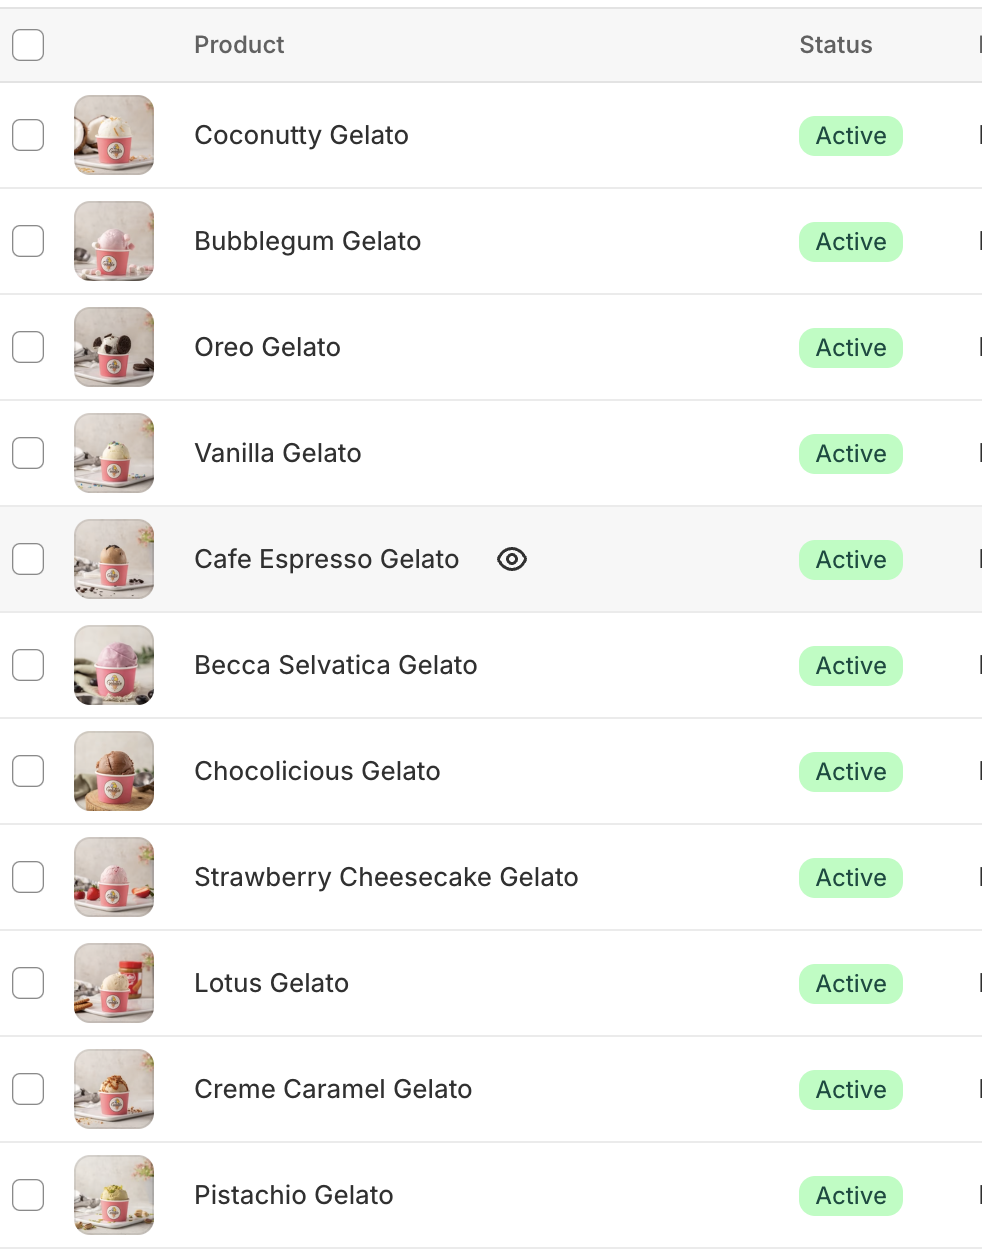 Product Status
Coconutty Gelato Active
Bubblegum Gelato Active
Oreo Gelato Active
Vanilla Gelato Active
Cafe Espresso Gelato Active
Becca Selvatica Gelato Active
Chocolicious Gelato Active
Strawberry Cheesecake Gelato Active
Lotus Gelato Active
Creme Caramel Gelato Active
Pistachio Gelato Active